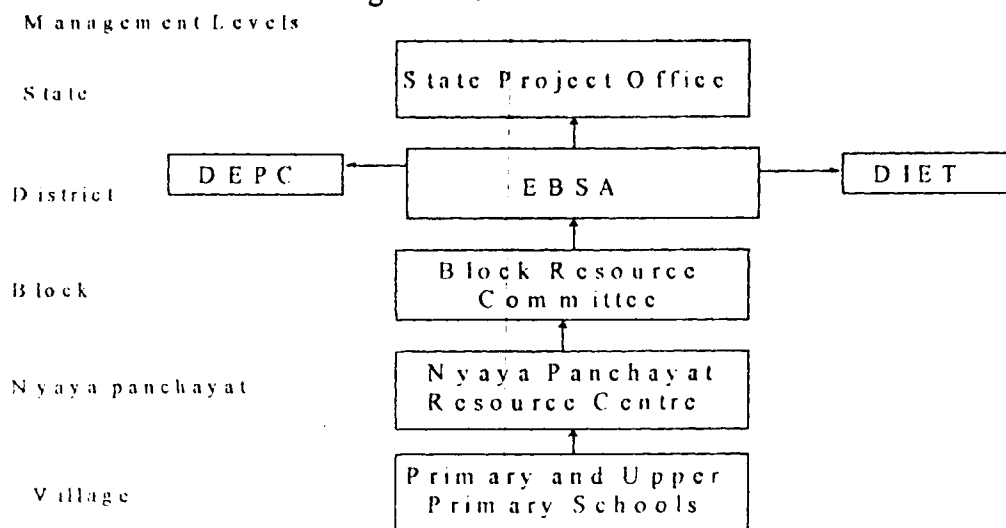 Management Levels
State
State Project Office
DEPC
EBSA
DIET
District
Block Resource
Committee
Block
Nyaya Panchayat
Resource Centre
Nyaya panchayat
Primary and Upper
Primary Schools
Village